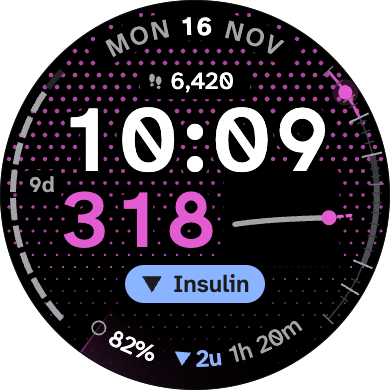 MON 16 NOV
6,420
10:09
9d
318
▼ Insulin
82%
▼2u 1h 20m